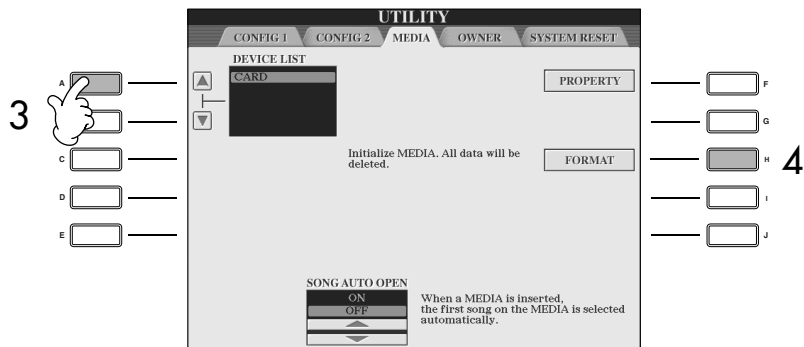 UTILITY
CONFIG 1 CONFIG 2 MEDIA OWNER SYSTEM RESET
DEVICE LIST
CARD
PROPERTY
Initialize MEDIA. All data will be
deleted.
FORMAT
SONG AUTO OPEN
ON
OFF
When a MEDIA is inserted,
the first song on the MEDIA is selected
automatically.
3
A
C
D
E
F
G
H
I
J
4